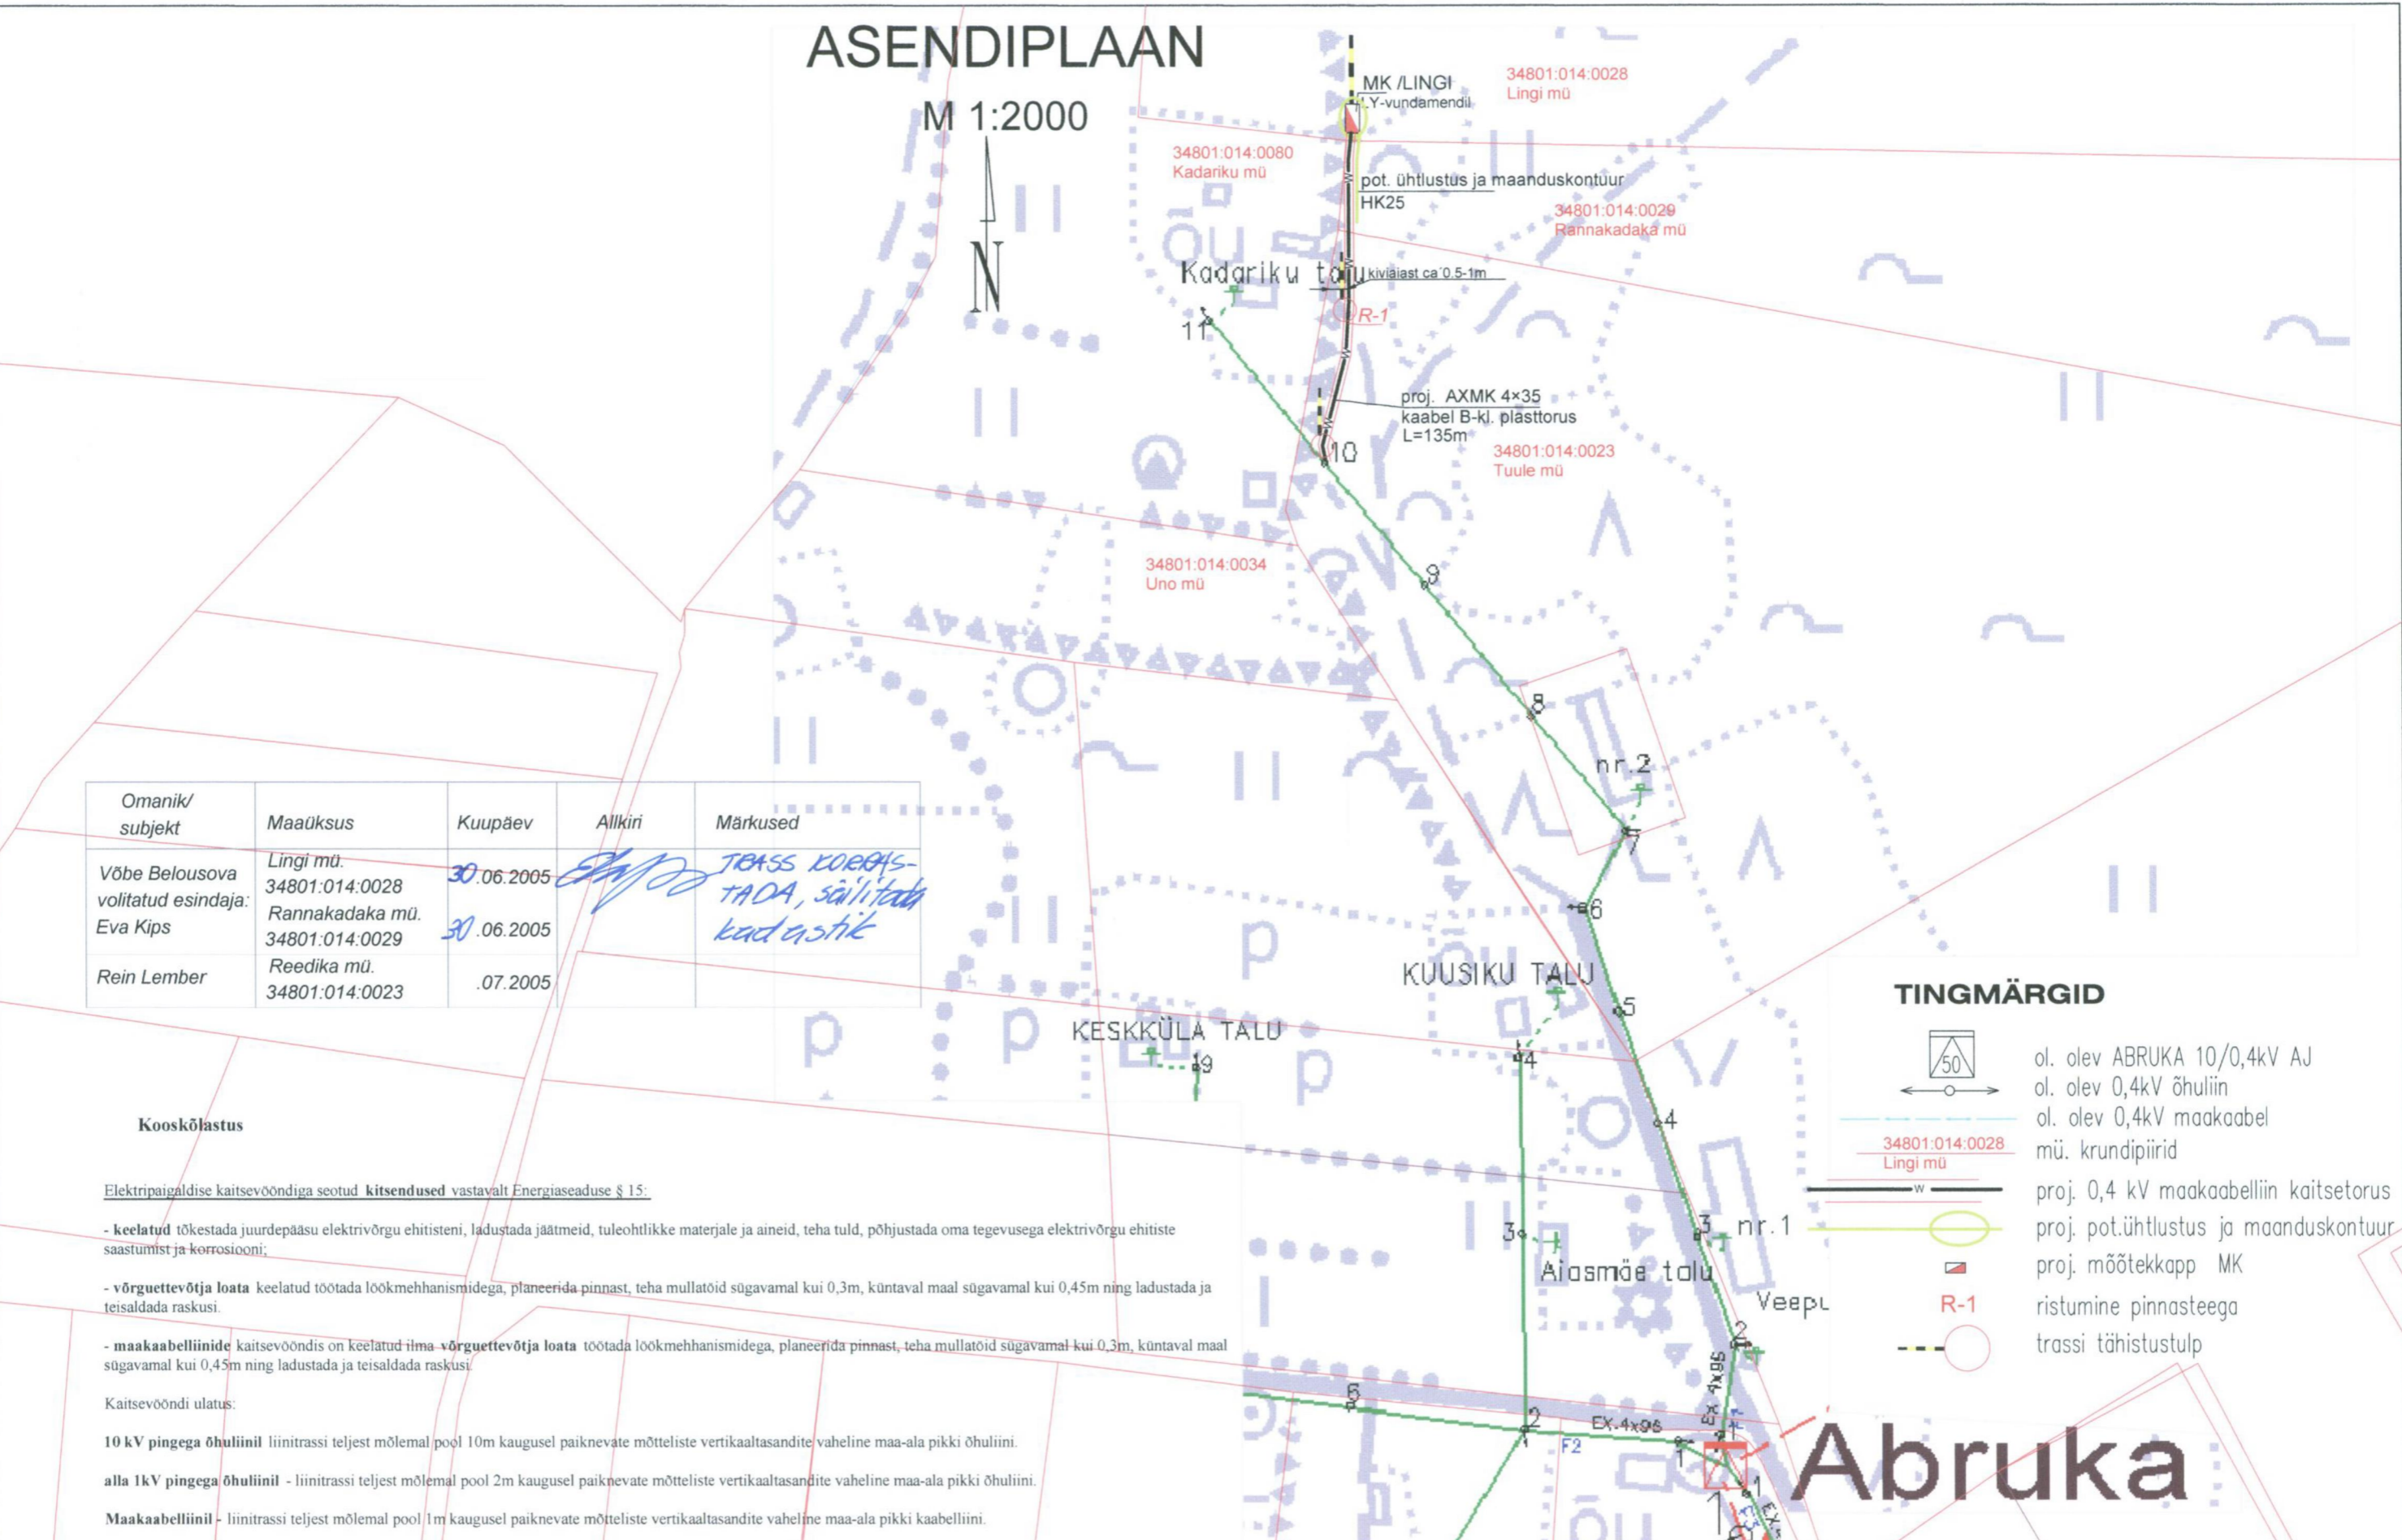 ASENDIPLAAN
M 1:2000
N
MK /LINGI
LY-vundamendil
34801:014:0028
Lingi mü
34801:014:0080
Kadariku mü
pot. ühtlustus ja maanduskontuur
HK25
34801:014:0029
Rannakadaka mü
õu
Kadariku talu
kiviaiast ca 0.5-1m
R-1
11
proj. AXMK 4×35
kaabel B-kl. plasttorus
L=135m
10
34801:014:0023
Tuule mü
34801:014:0034
Uno mü
9
8
nr.2
7
6
Omanik/
subjekt
Maaüksus
Kuupäev
Allkiri
Märkused
Võbe Belousova
volitatud esindaja:
Eva Kips
Lingi mü.
34801:014:0028
Rannakadaka mü.
34801:014:0029
30.06.2005
30.06.2005
TRASS KORRAS-
TADA, säilitada
kadastik
Rein Lember
Reedika mü.
34801:014:0023
.07.2005
p
õu
KUUSIKU TALU
5
p
p
KESKKÜLA TALU
p
19
4
4
3
3
nr.1
Aiasmäe talu
Veepu
2
EX 4x95
6
2
EX.4x95
F2
1
1
õu
Abruka
TINGMÄRGID
50
ol. olev ABRUKA 10/0,4kV AJ
ol. olev 0,4kV õhuliin
ol. olev 0,4kV maakaabel
34801:014:0028
Lingi mü
mü. krundipiirid
W
proj. 0,4 kV maakaabelliin kaitsetorus
proj. pot.ühtlustus ja maanduskontuur
proj. mõõtekkapp MK
R-1
ristumine pinnasteega
trassi tähistustulp
Kooskõlastus
Elektripaigaldise kaitsevööndiga seotud kitsendused vastavalt Energiaseaduse § 15:
- keelatud tõkestada juurdepääsu elektrivõrgu ehitisteni, ladustada jäätmeid, tuleohtlikke materjale ja aineid, teha tuld, põhjustada oma tegevusega elektrivõrgu ehitiste
saastumist ja korrosiooni;
- võrguettevõtja loata keelatud töötada löökmehhanismidega, planeerida pinnast, teha mullatöid sügavamal kui 0,3m, küntaval maal sügavamal kui 0,45m ning ladustada ja
teisaldada raskusi.
- maakaabelliinide kaitsevööndis on keelatud ilma võrguettevõtja loata töötada löökmehhanismidega, planeerida pinnast, teha mullatöid sügavamal kui 0,3m, küntaval maal
sügavamal kui 0,45m ning ladustada ja teisaldada raskusi.
Kaitsevööndi ulatus:
10 kV pingega õhuliinil liinitrassi teljest mõlemal pool 10m kaugusel paiknevate mõtteliste vertikaaltasandite vaheline maa-ala pikki õhuliini.
alla 1kV pingega õhuliinil - liinitrassi teljest mõlemal pool 2m kaugusel paiknevate mõtteliste vertikaaltasandite vaheline maa-ala pikki õhuliini.
Maakaabelliinil - liinitrassi teljest mõlemal pool 1m kaugusel paiknevate mõtteliste vertikaaltasandite vaheline maa-ala pikki kaabelliini.